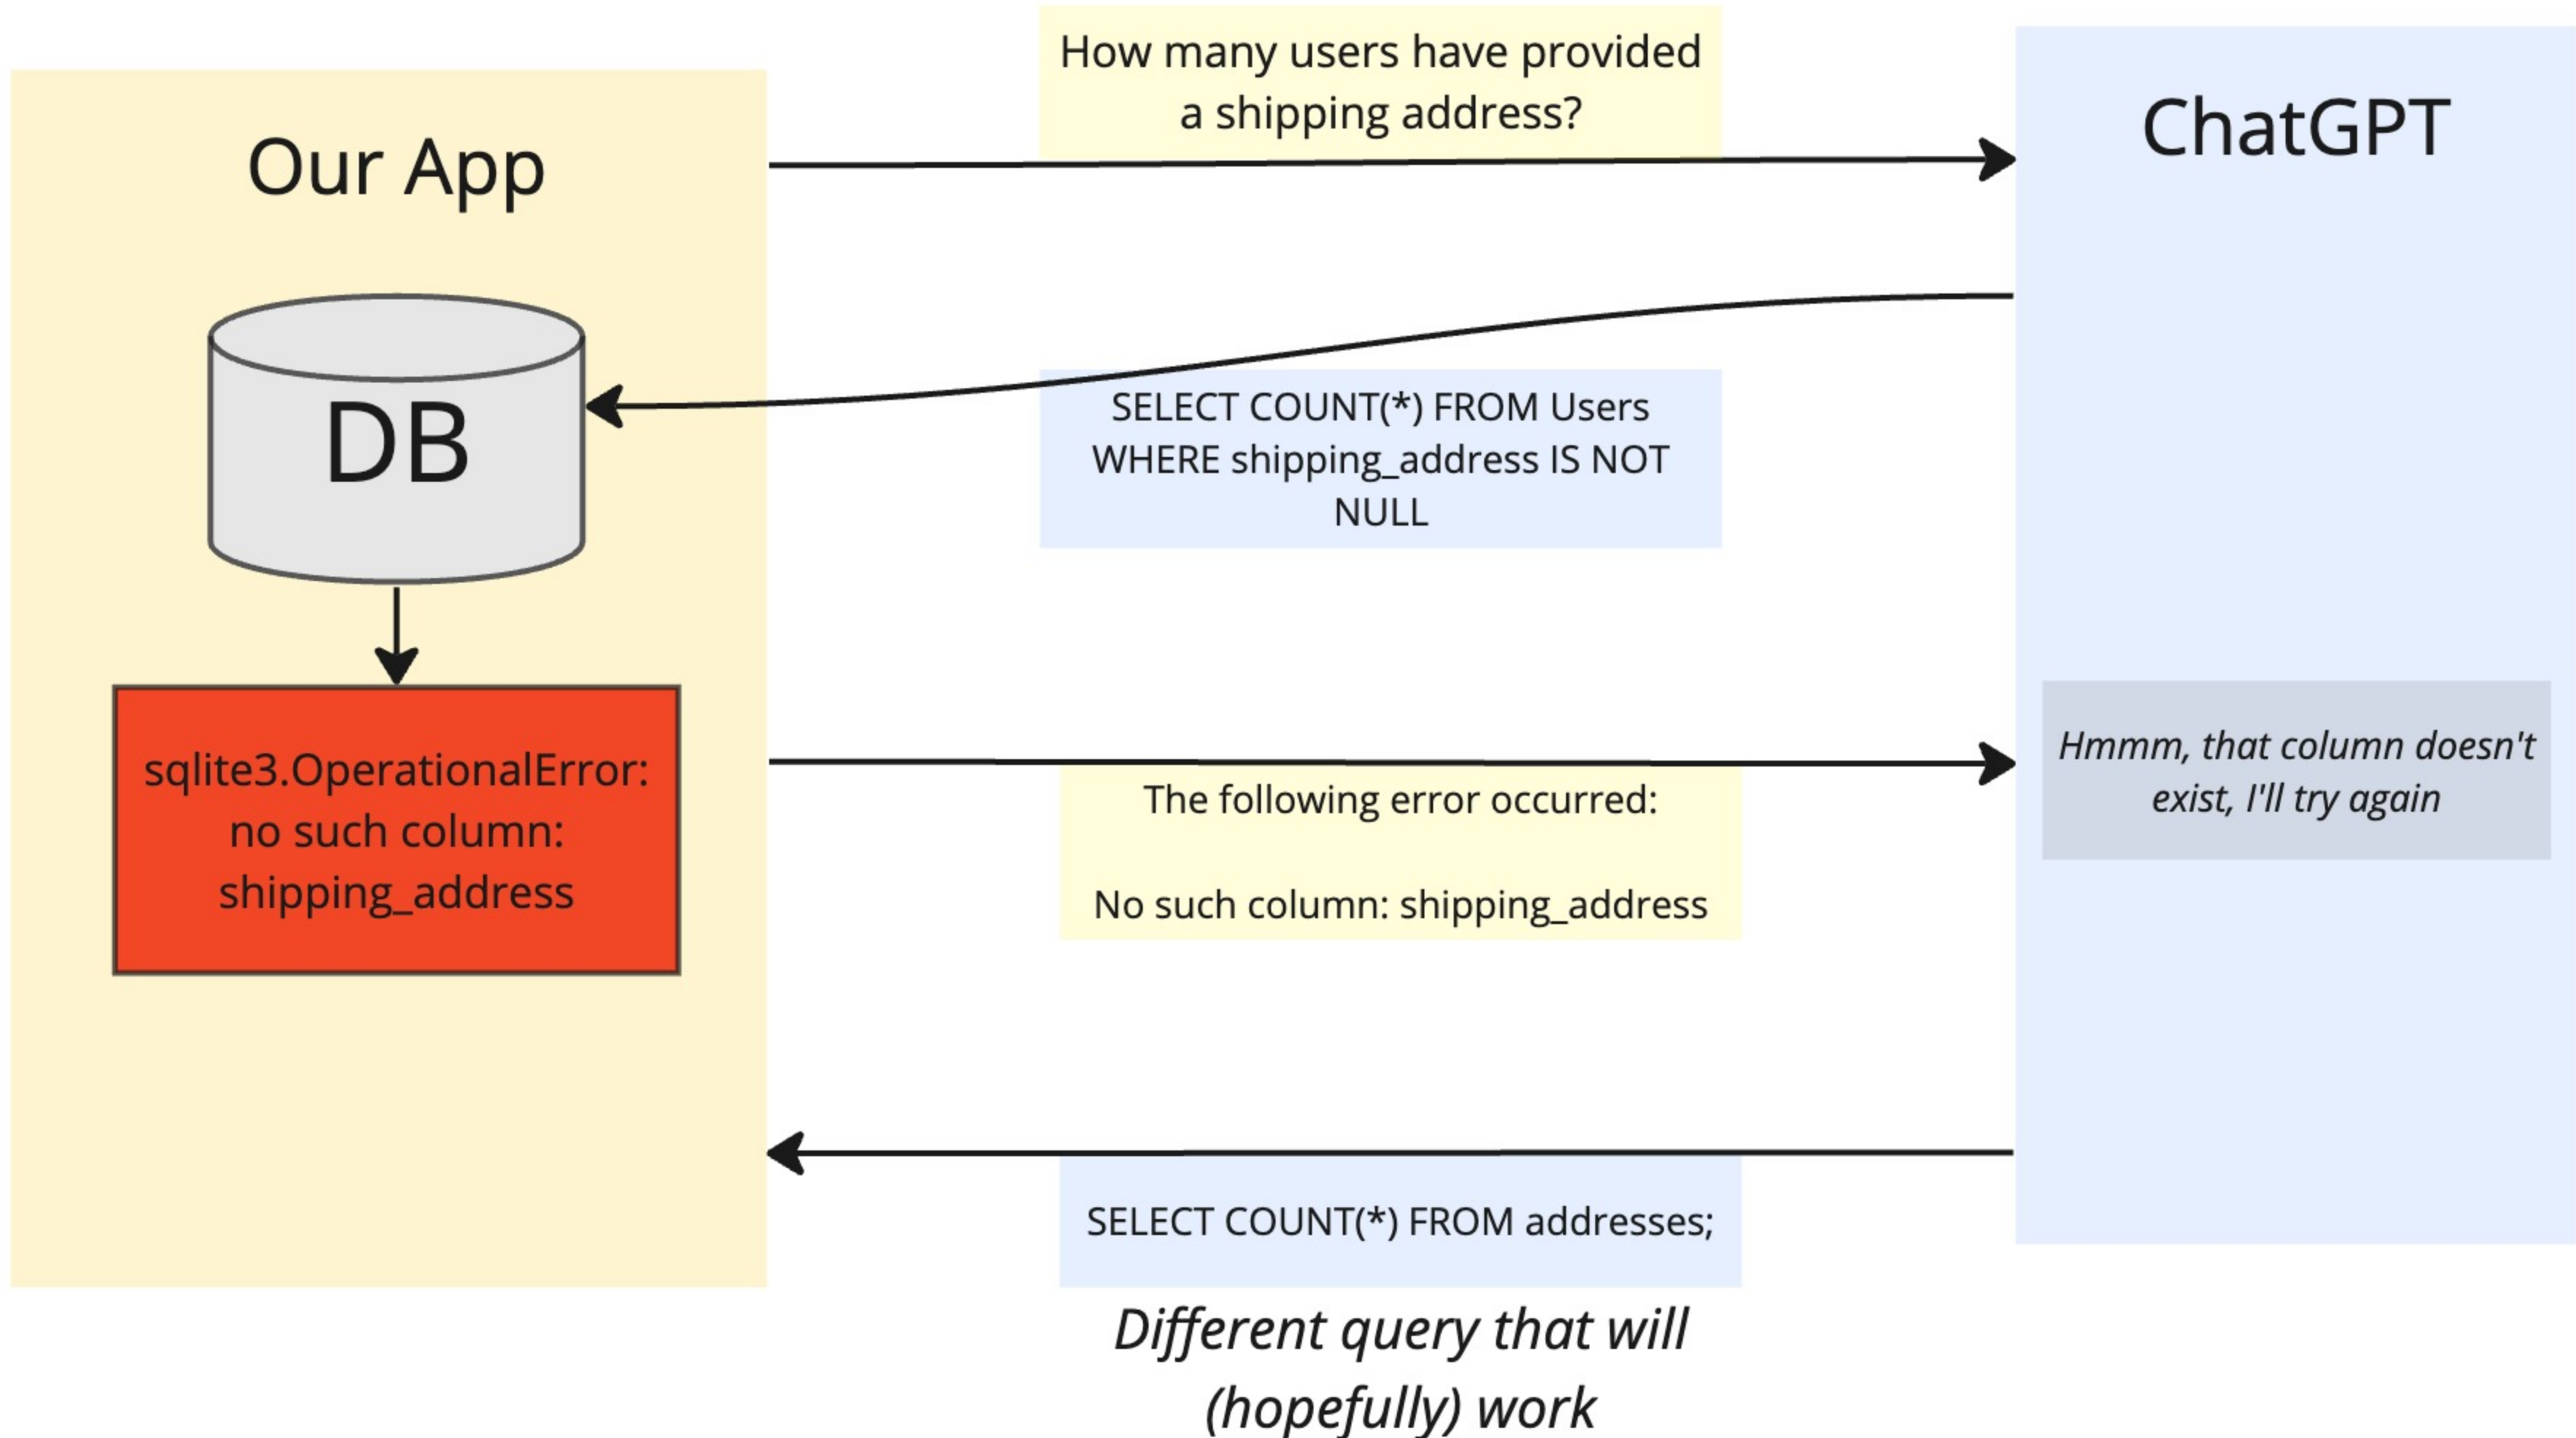 How many users have provided
a shipping address?
Our App
ChatGPT
DB
SELECT COUNT(*) FROM Users
WHERE shipping_address IS NOT
NULL
sqlite3.OperationalError:
no such column:
shipping_address
The following error occurred:
No such column: shipping_address
Hmmm, that column doesn't
exist, I'll try again
SELECT COUNT(*) FROM addresses;
Different query that will
(hopefully) work